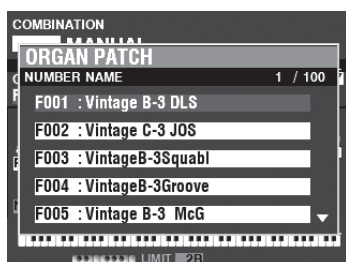 COMBINATION
ORGAN PATCH
NUMBER NAME 1 / 100
F001 : Vintage B-3 DLS
F002 : Vintage C-3 JOS
F003 : VintageB-3Squabl
F004 : VintageB-3Groove
F005 : Vintage B-3 McG
LIMIT 2B